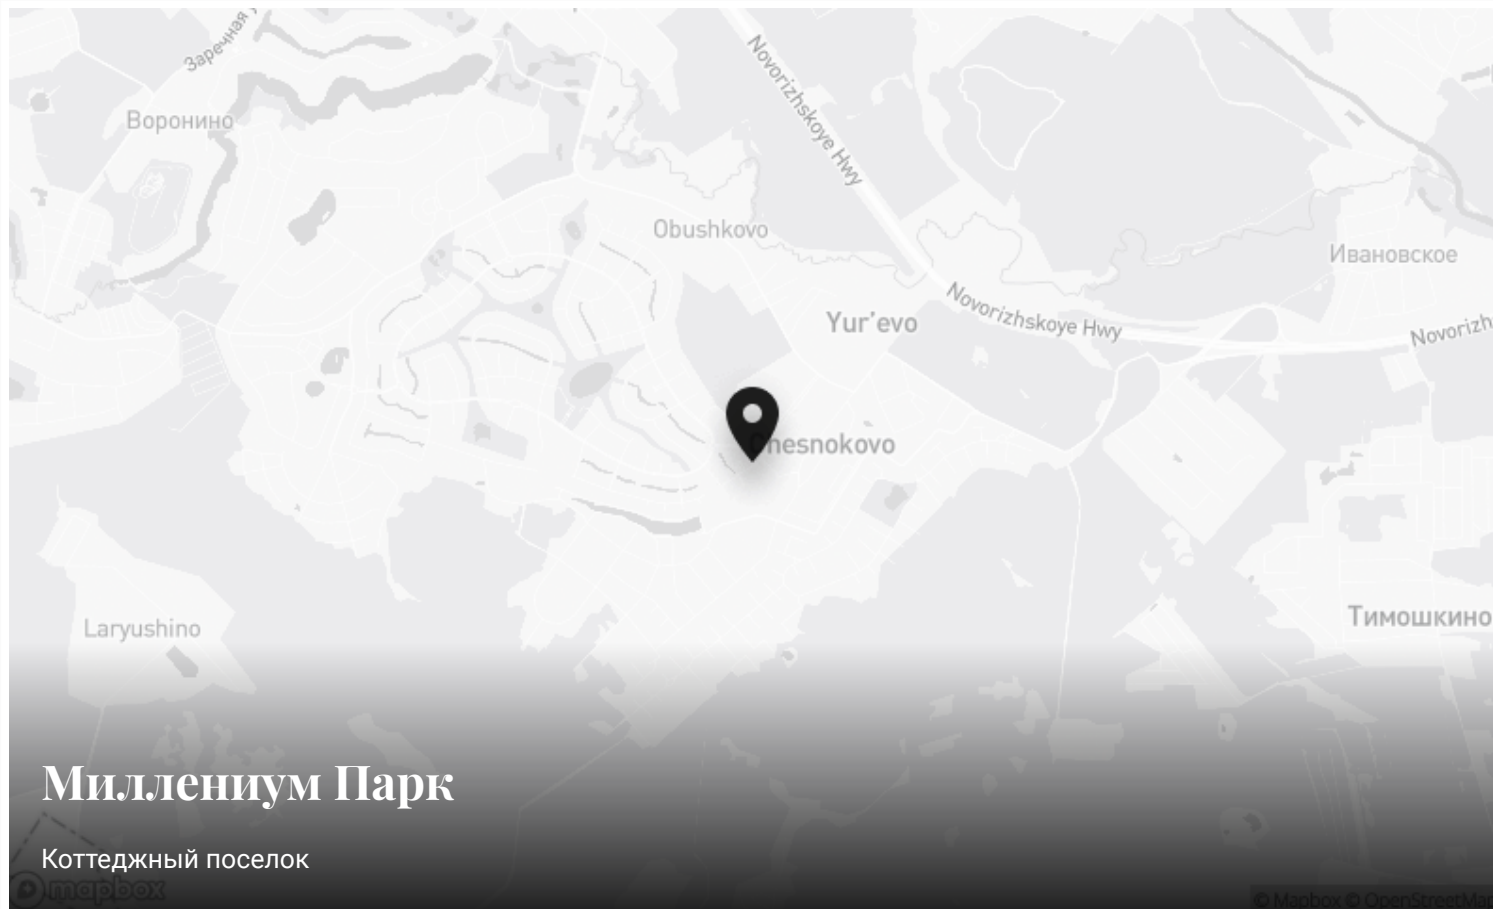 Заречная у
Novorizhskoye Hwy
Воронино
Obushkovo
Ивановское
Novorizhskoye Hwy
Yur’evo
Novorizh
Chesnokovo
Тимошкино
Laryushino
Миллениум Парк
Коттеджный поселок
mapbox
© Mapbox © OpenStreetMap